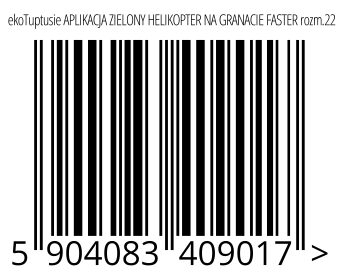 ekoTuptusie APLIKACJA ZIELONY HELIKOPTER NA GRANACIE FASTER rozm.22
5 904083 409017 >